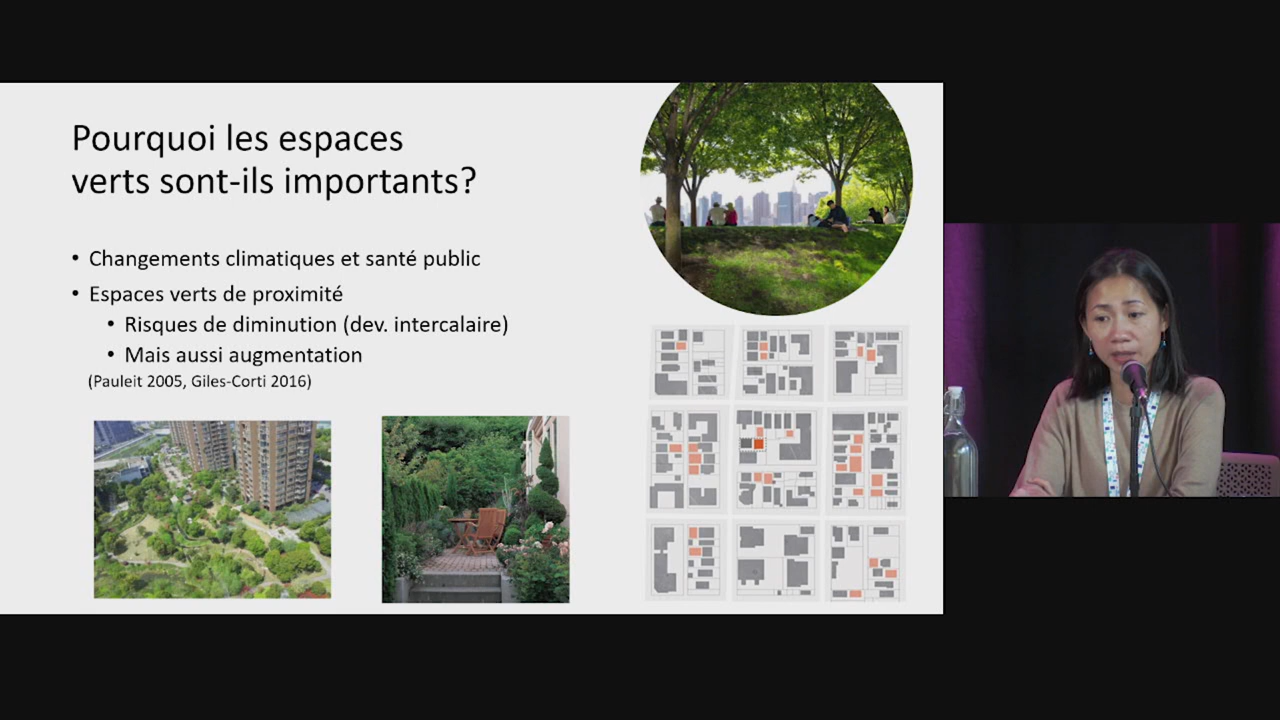 Pourquoi les espaces
verts sont-ils importants?
• Changements climatiques et santé public
• Espaces verts de proximité
• Risques de diminution (dev. intercalaire)
• Mais aussi augmentation
(Pauleit 2005, Giles-Corti 2016)